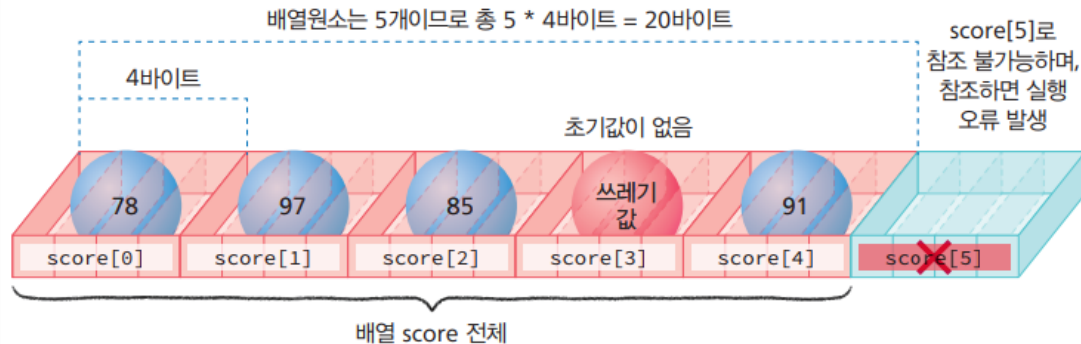 배열원소는 5개이므로 총 5 * 4바이트 = 20바이트
score[5]로
참조 불가능하며,
참조하면 실행
오류 발생
4바이트
초기값이 없음
78
97
85
쓰레기
값
91
score[0]
score[1]
score[2]
score[3]
score[4]
score[5]
배열 score 전체